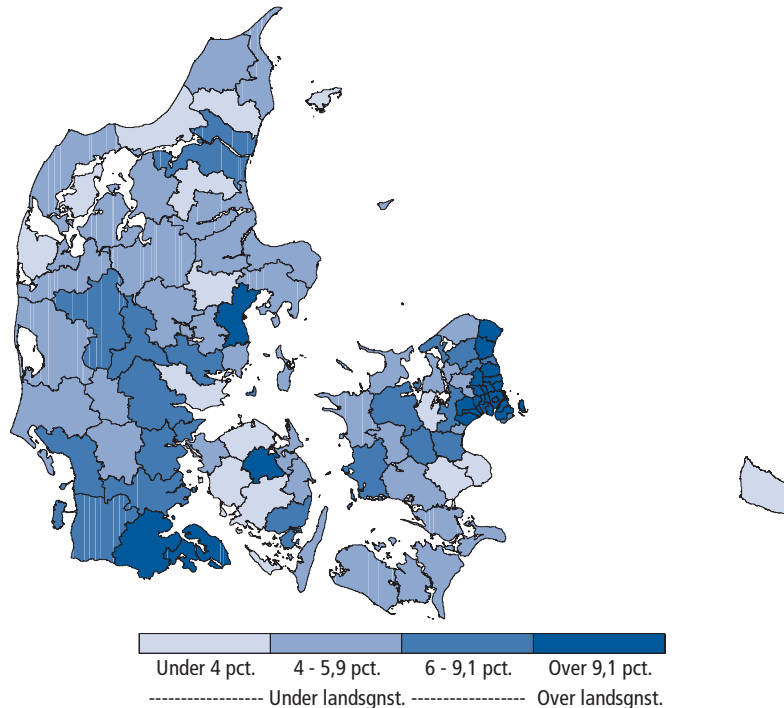 Under 4 pct. 4 - 5,9 pct. 6 - 9,1 pct. Over 9,1 pct.
------------------- Under landsgnst. ------------------- Over landsgnst.